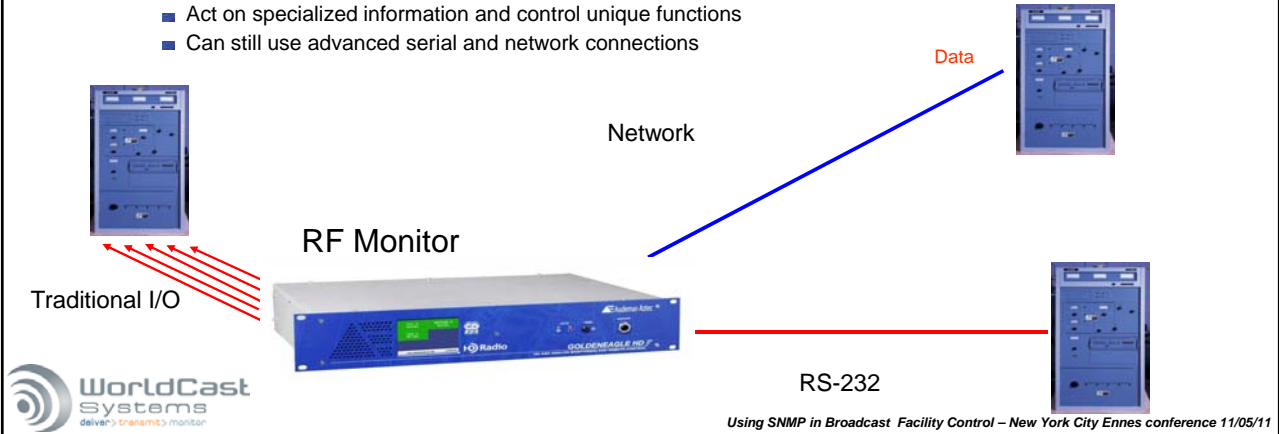 Act on specialized information and control unique functions
Can still use advanced serial and network connections
Data
Network
RF Monitor
Traditional I/O
Audemat Aztec
HD Radio
GOLDENEAGLE HD
RS-232
WorldCast
Systems
deliver> transmit> monitor
Using SNMP in Broadcast Facility Control – New York City Ennes conference 11/05/11